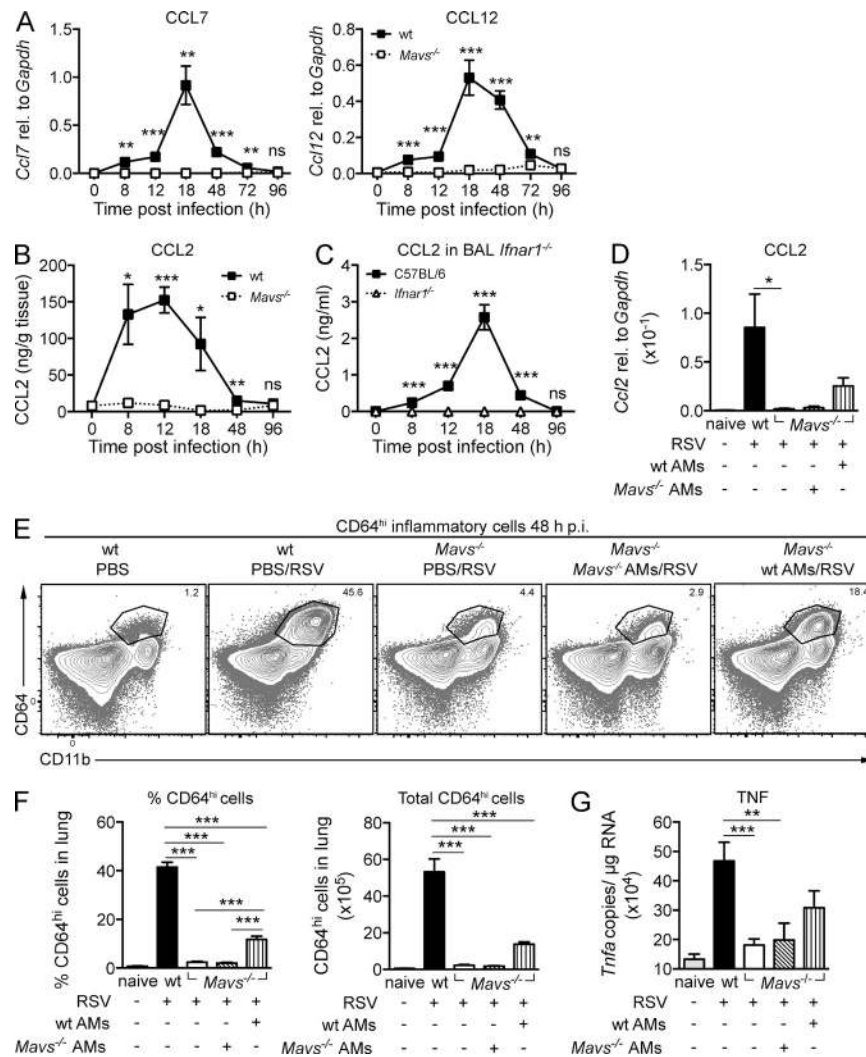 A
CCL7
Ccl7 rel. to Gapdh
1.5
1.0
0.5
0.0
** *** ** *** ** ns
0 8 12 18 48 72 96
Time post infection (h)
CCL12
wt
Mavs-/-
Ccl12 rel. to Gapdh
0.8
0.6
0.4
0.2
0.0
*** *** *** *** ** ns
0 8 12 18 48 72 96
Time post infection (h)
B
CCL2
wt
Mavs-/-
CCL2 (ng/g tissue)
200
150
100
50
0
* *** * ** ns
0 8 12 18 48 96
Time post infection (h)
C
CCL2 in BAL Ifnar1-/-
C57BL/6
Ifnar1-/-
CCL2 (ng/ml)
4
3
2
1
0
*** *** *** *** ns
0 8 12 18 48 96
Time post infection (h)
D
CCL2
Ccl2 rel. to Gapdh
(x10-1)
1.5
1.0
0.5
0.0
*
naive wt Mavs-/-
RSV - + + + +
wt AMs - - - - +
Mavs-/- AMs - - - + -
E
CD64hi inflammatory cells 48 h p.i.
wt
PBS
wt
PBS/RSV
Mavs-/-
PBS/RSV
Mavs-/-
Mavs-/- AMs/RSV
Mavs-/-
wt AMs/RSV
1.2
45.6
4.4
2.9
18.4
CD64
0
0
CD11b
F
% CD64hi cells
% CD64hi cells in lung
60
40
20
0
***
***
***
***
***
naive wt Mavs-/-
RSV - + + + +
wt AMs - - - - +
Mavs-/- AMs - - - + -
Total CD64hi cells
CD64hi cells in lung
(x105)
80
60
40
20
0
***
***
***
naive wt Mavs-/-
RSV - + + + +
wt AMs - - - - +
Mavs-/- AMs - - - + -
G
TNF
Tnfa copies/ µg RNA
(x104)
60
50
40
30
20
10
**
***
naive wt Mavs-/-
RSV - + + + +
wt AMs - - - - +
Mavs-/- AMs - - - + -